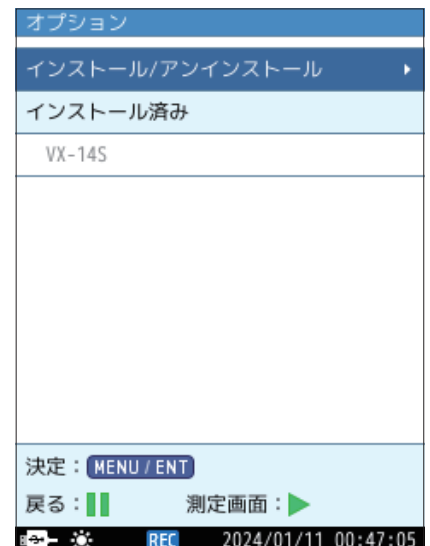 オプション
インストール/アンインストール
インストール済み
VX-14S
決定：MENU / ENT
戻る： 測定画面：
REC 2024/01/11 00:47:05